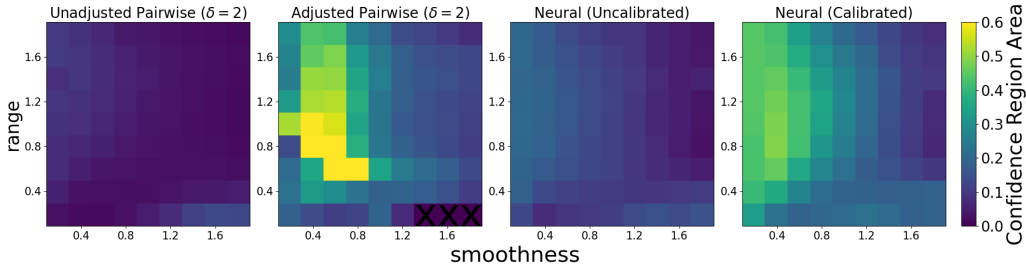 Unadjusted Pairwise (δ = 2)
Adjusted Pairwise (δ = 2)
Neural (Uncalibrated)
Neural (Calibrated)
range
1.6
1.2
0.8
0.4
0.4 0.8 1.2 1.6
1.6
1.2
0.8
0.4
X X X
0.4 0.8 1.2 1.6
1.6
1.2
0.8
0.4
0.4 0.8 1.2 1.6
1.6
1.2
0.8
0.4
0.4 0.8 1.2 1.6
smoothness
0.6
0.5
0.4
0.3
0.2
0.1
0.0
Confidence Region Area